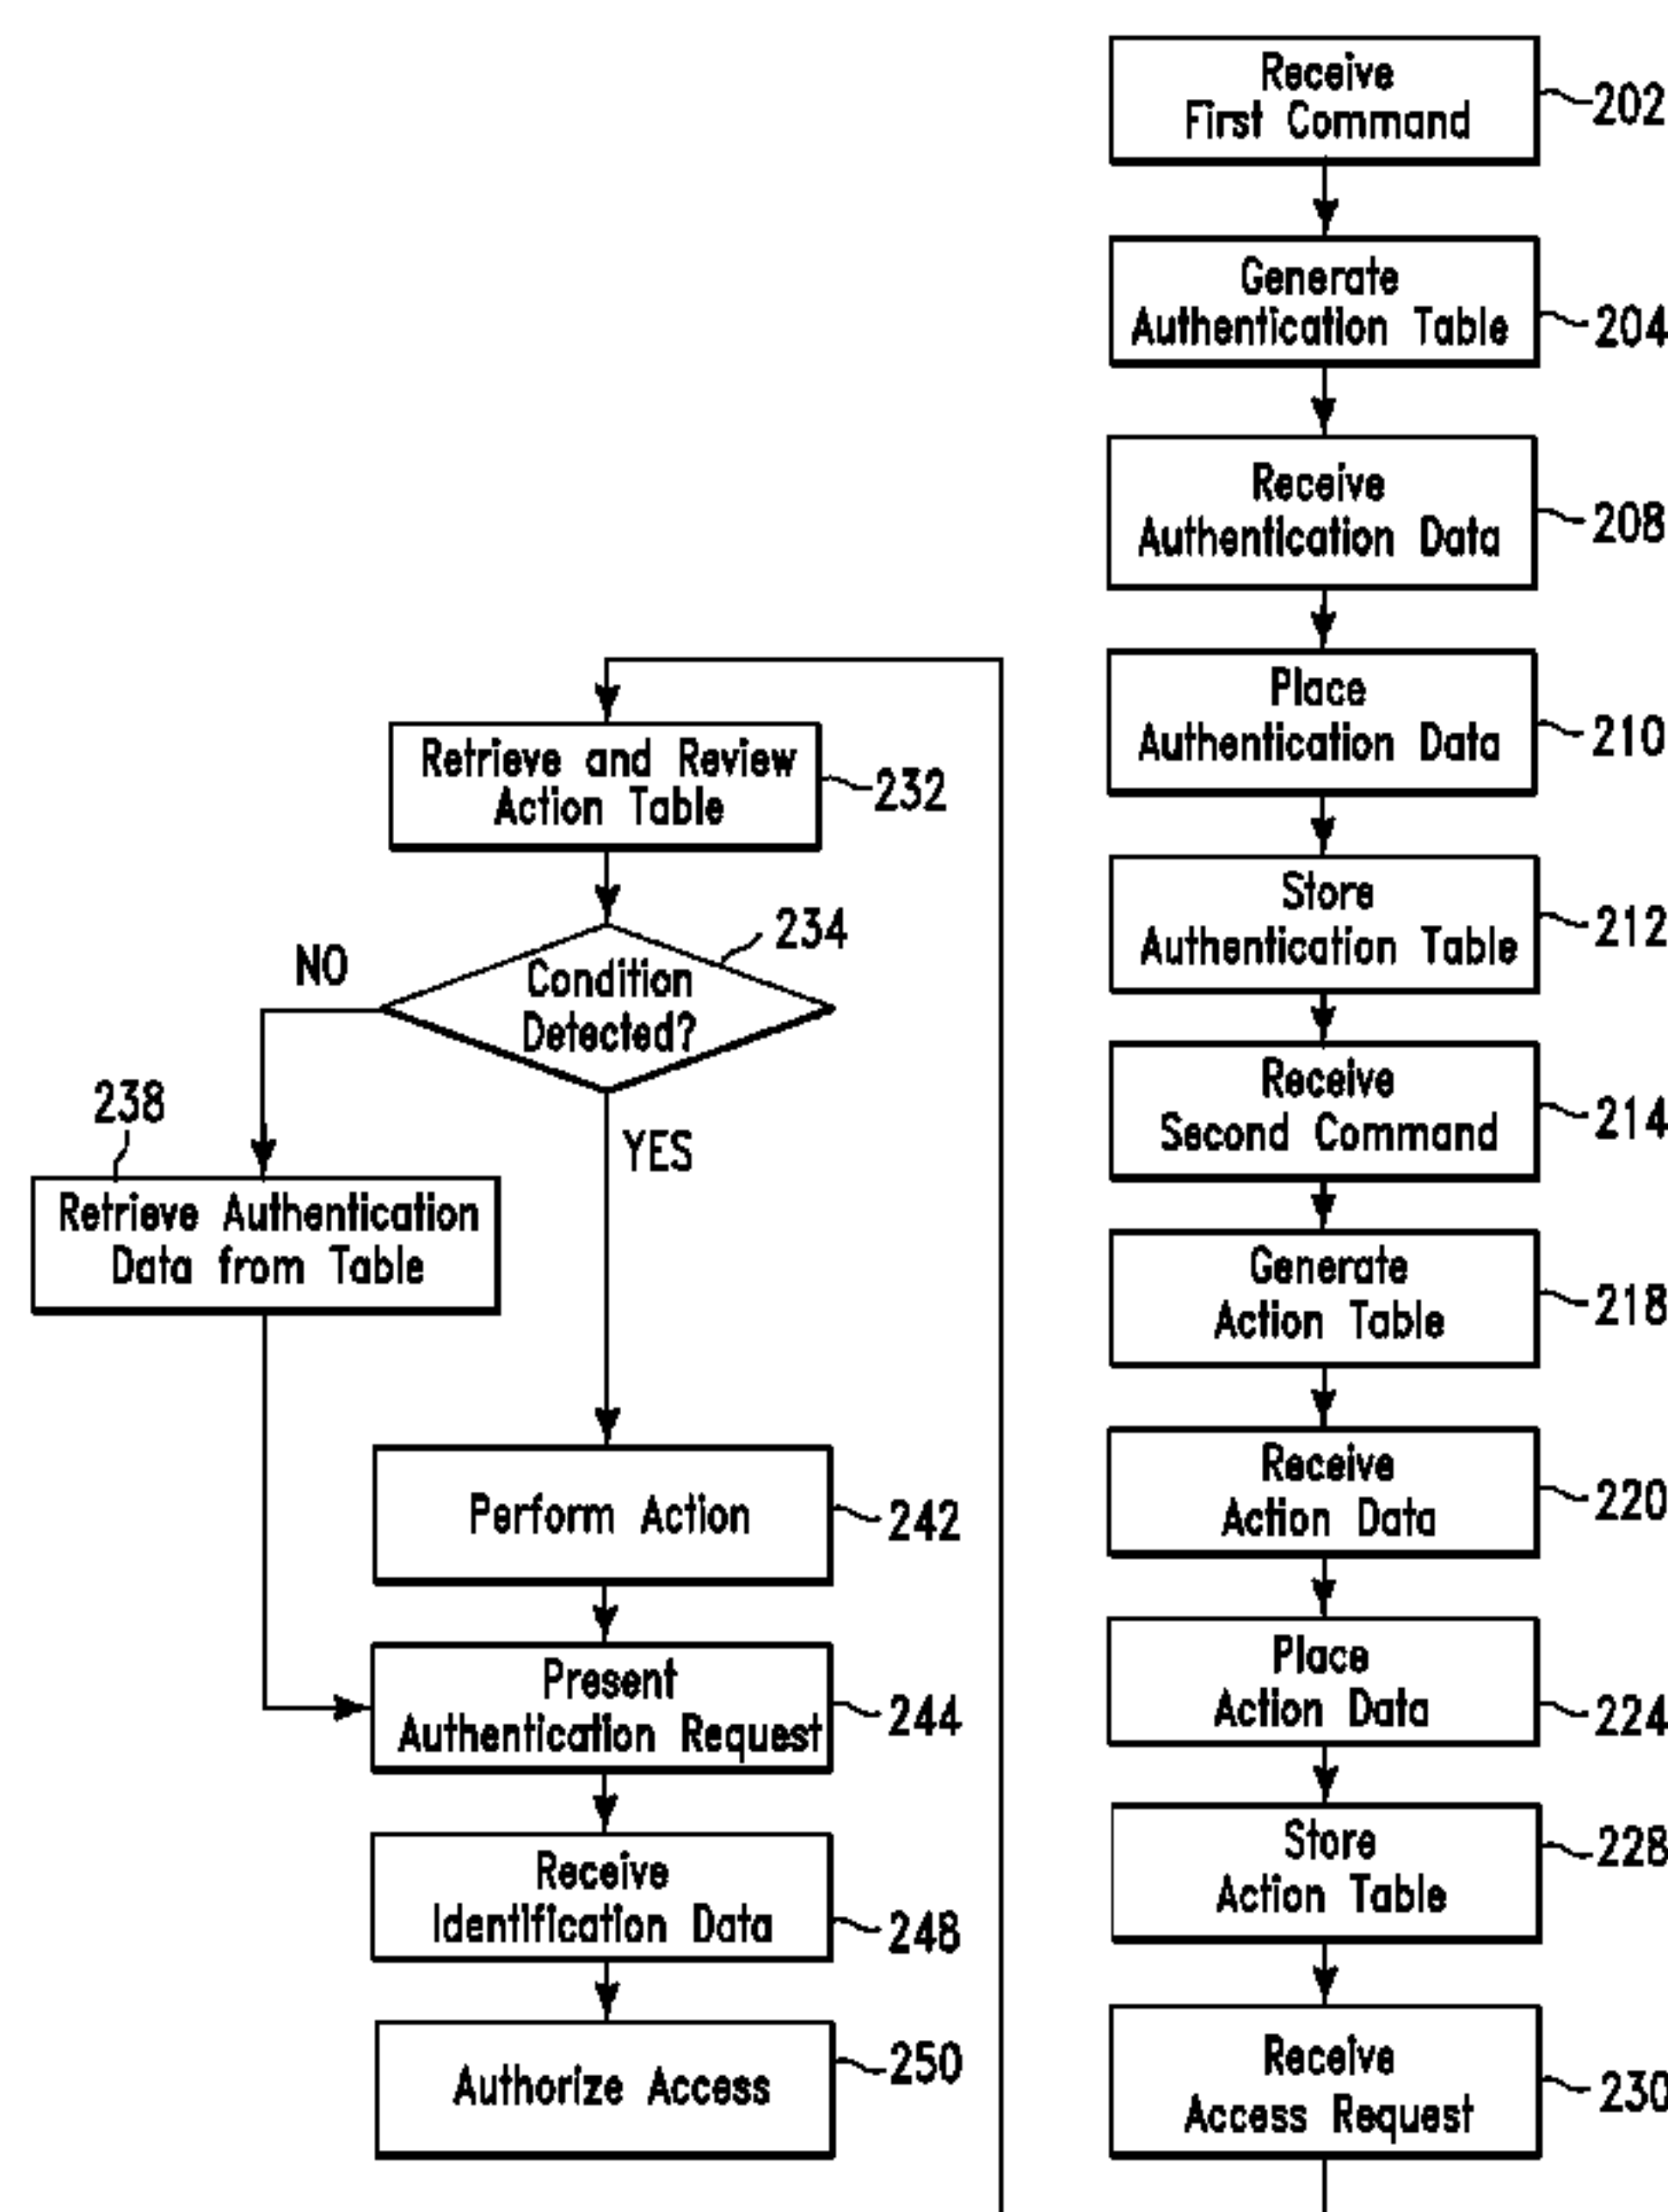 Receive
First Command
202
Generate
Authentication Table
204
Receive
Authentication Data
208
Place
Authentication Data
210
Store
Authentication Table
212
Receive
Second Command
214
Generate
Action Table
218
Receive
Action Data
220
Place
Action Data
224
Store
Action Table
228
Receive
Access Request
230
Retrieve and Review
Action Table
232
Condition
Detected?
234
NO
YES
238
Retrieve Authentication
Data from Table
Perform Action
242
Present
Authentication Request
244
Receive
Identification Data
248
Authorize Access
250